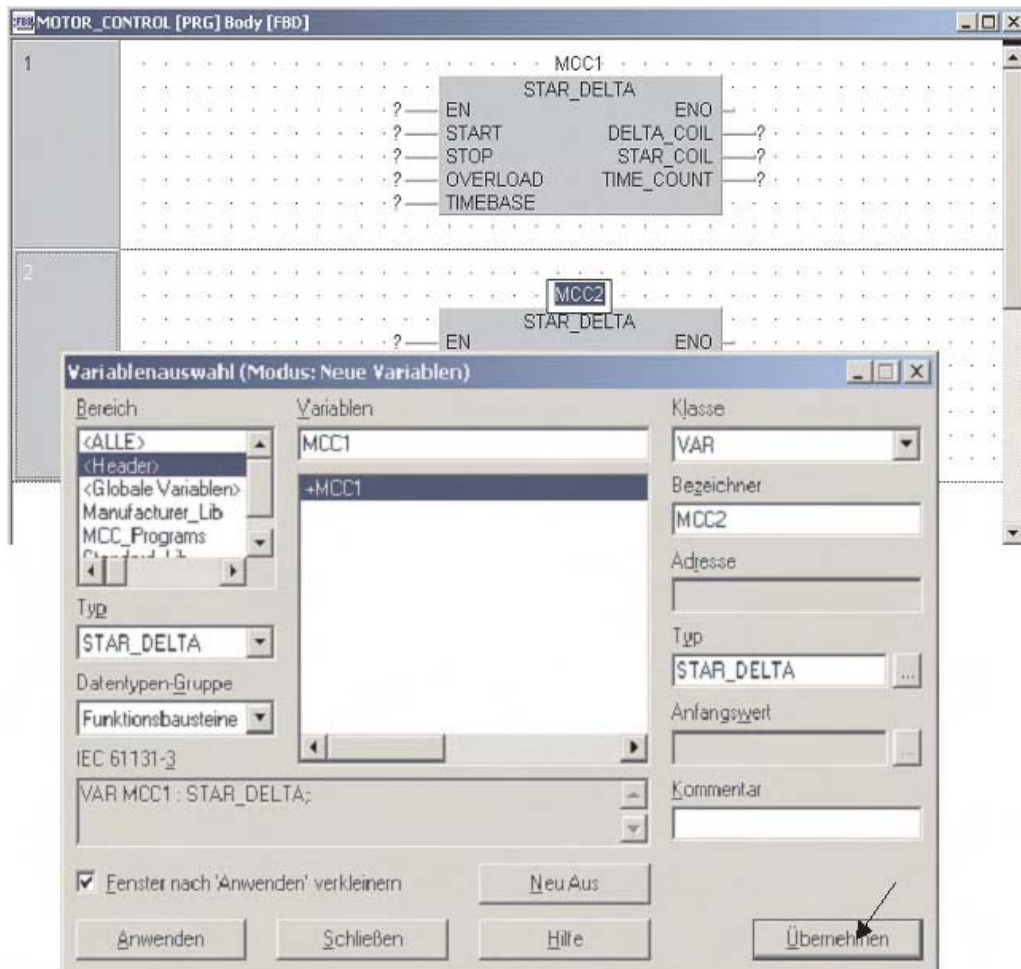 MOTOR_CONTROL [PRG] Body [FBD]
1
MCC1
STAR_DELTA
? EN ENO
? START DELTA_COIL ?
? STOP STAR_COIL ?
? OVERLOAD TIME_COUNT ?
? TIMEBASE
2
MCC2
STAR_DELTA
? EN ENO
Variablenauswahl (Modus: Neue Variablen)
Bereich
<ALLE>
<Header>
<Globale Variablen>
Manufacturer_Lib
MCC_Programs
Typ
STAR_DELTA
Datentypen-Gruppe
Funktionsbausteine
IEC 61131-3
VAR MCC1 : STAR_DELTA;
Variablen
MCC1
+MCC1
Klasse
VAR
Bezeichner
MCC2
Adresse
Typ
STAR_DELTA
...
Anfangswert
...
Kommentar
Fenster nach 'Anwenden' verkleinern
Neu Aus
Anwenden
Schließen
Hilfe
Übernehmen